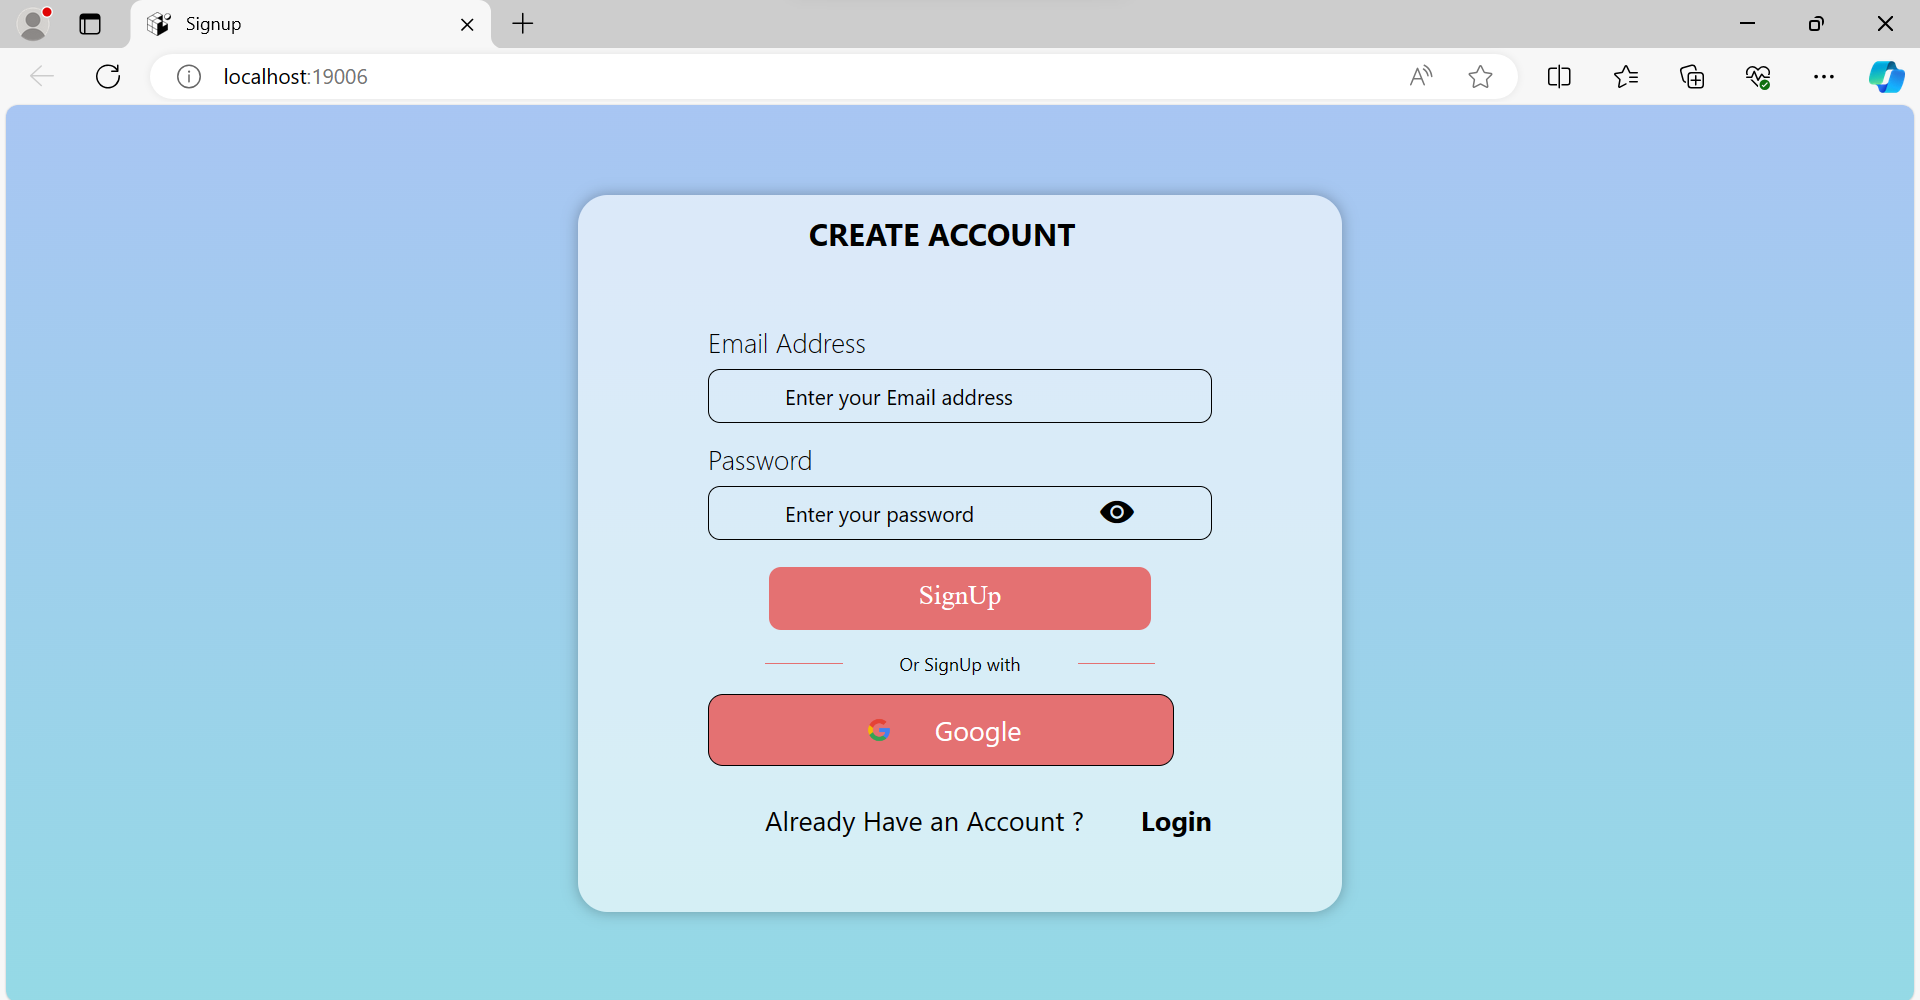 Signup
localhost:19006
CREATE ACCOUNT
Email Address
Enter your Email address
Password
Enter your password
SignUp
Or SignUp with
Google
Already Have an Account ? Login